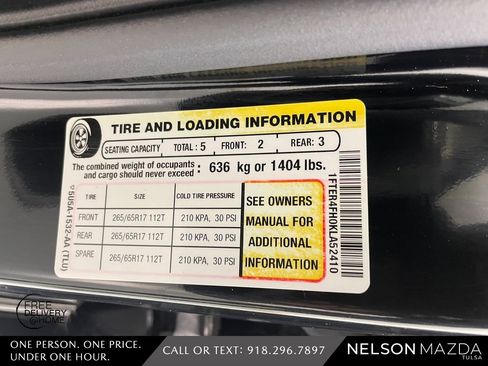 TIRE AND LOADING INFORMATION
SEATING CAPACITY TOTAL: 5 FRONT: 2 REAR: 3
The combined weight of occupants and cargo should never exceed: 636 kg or 1404 lbs.
TIRE SIZE COLD TIRE PRESSURE
FRONT 265/65R17 112T 210 KPA, 30 PSI
REAR 265/65R17 112T 210 KPA, 30 PSI
SPARE 265/65R17 112T 210 KPA, 30 PSI
SEE OWNERS
MANUAL FOR
ADDITIONAL
INFORMATION
1FTER4FH0KLA52410
FREE
DELIVERY
@HOME
ONE PERSON. ONE PRICE.
UNDER ONE HOUR.
CALL OR TEXT: 918.296.7897
NELSON MAZDA
TULSA